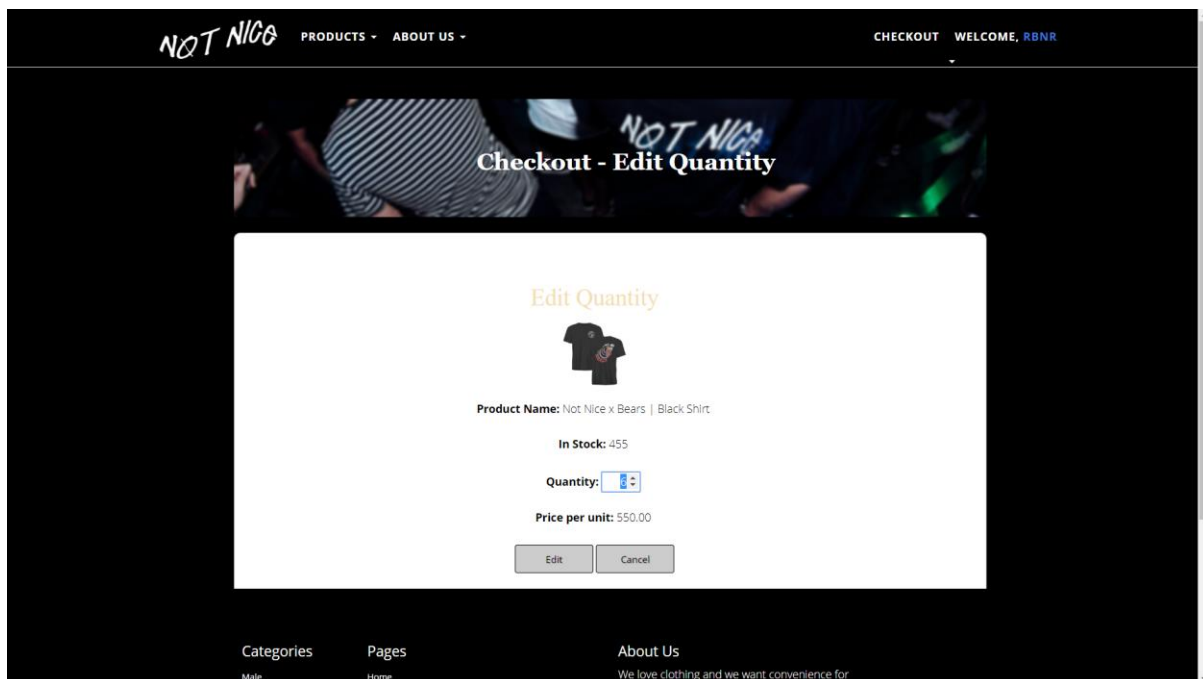 NOT NICE PRODUCTS ABOUT US CHECKOUT WELCOME, RBNR
NOT NICE
Checkout - Edit Quantity
Edit Quantity
Product Name: Not Nice x Bears | Black Shirt
In Stock: 455
Quantity: 6
Price per unit: 550.00
Edit Cancel
Categories Pages About Us
Male Home We love clothing and we want convenience for